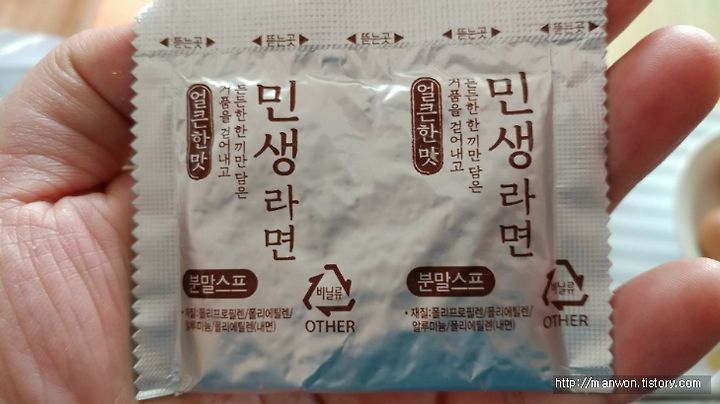 ◀뜯는곳▶ ◀뜯는곳▶ ◀뜯는곳▶ ◀뜯는곳▶ ◀뜯는곳▶
민생라면
든든한 한 끼만 담은
거품을 걷어내고
얼큰한 맛
분말스프
비닐류
OTHER
• 재질:폴리프로필렌/폴리에틸렌/
알루미늄/폴리에틸렌(내면)
민생라면
든든한 한 끼만 담은
거품을 걷어내고
얼큰한 맛
분말스프
비닐류
OTHER
• 재질:폴리프로필렌/폴리에틸렌/
알루미늄/폴리에틸렌(내면)
http://manwon.tistory.com